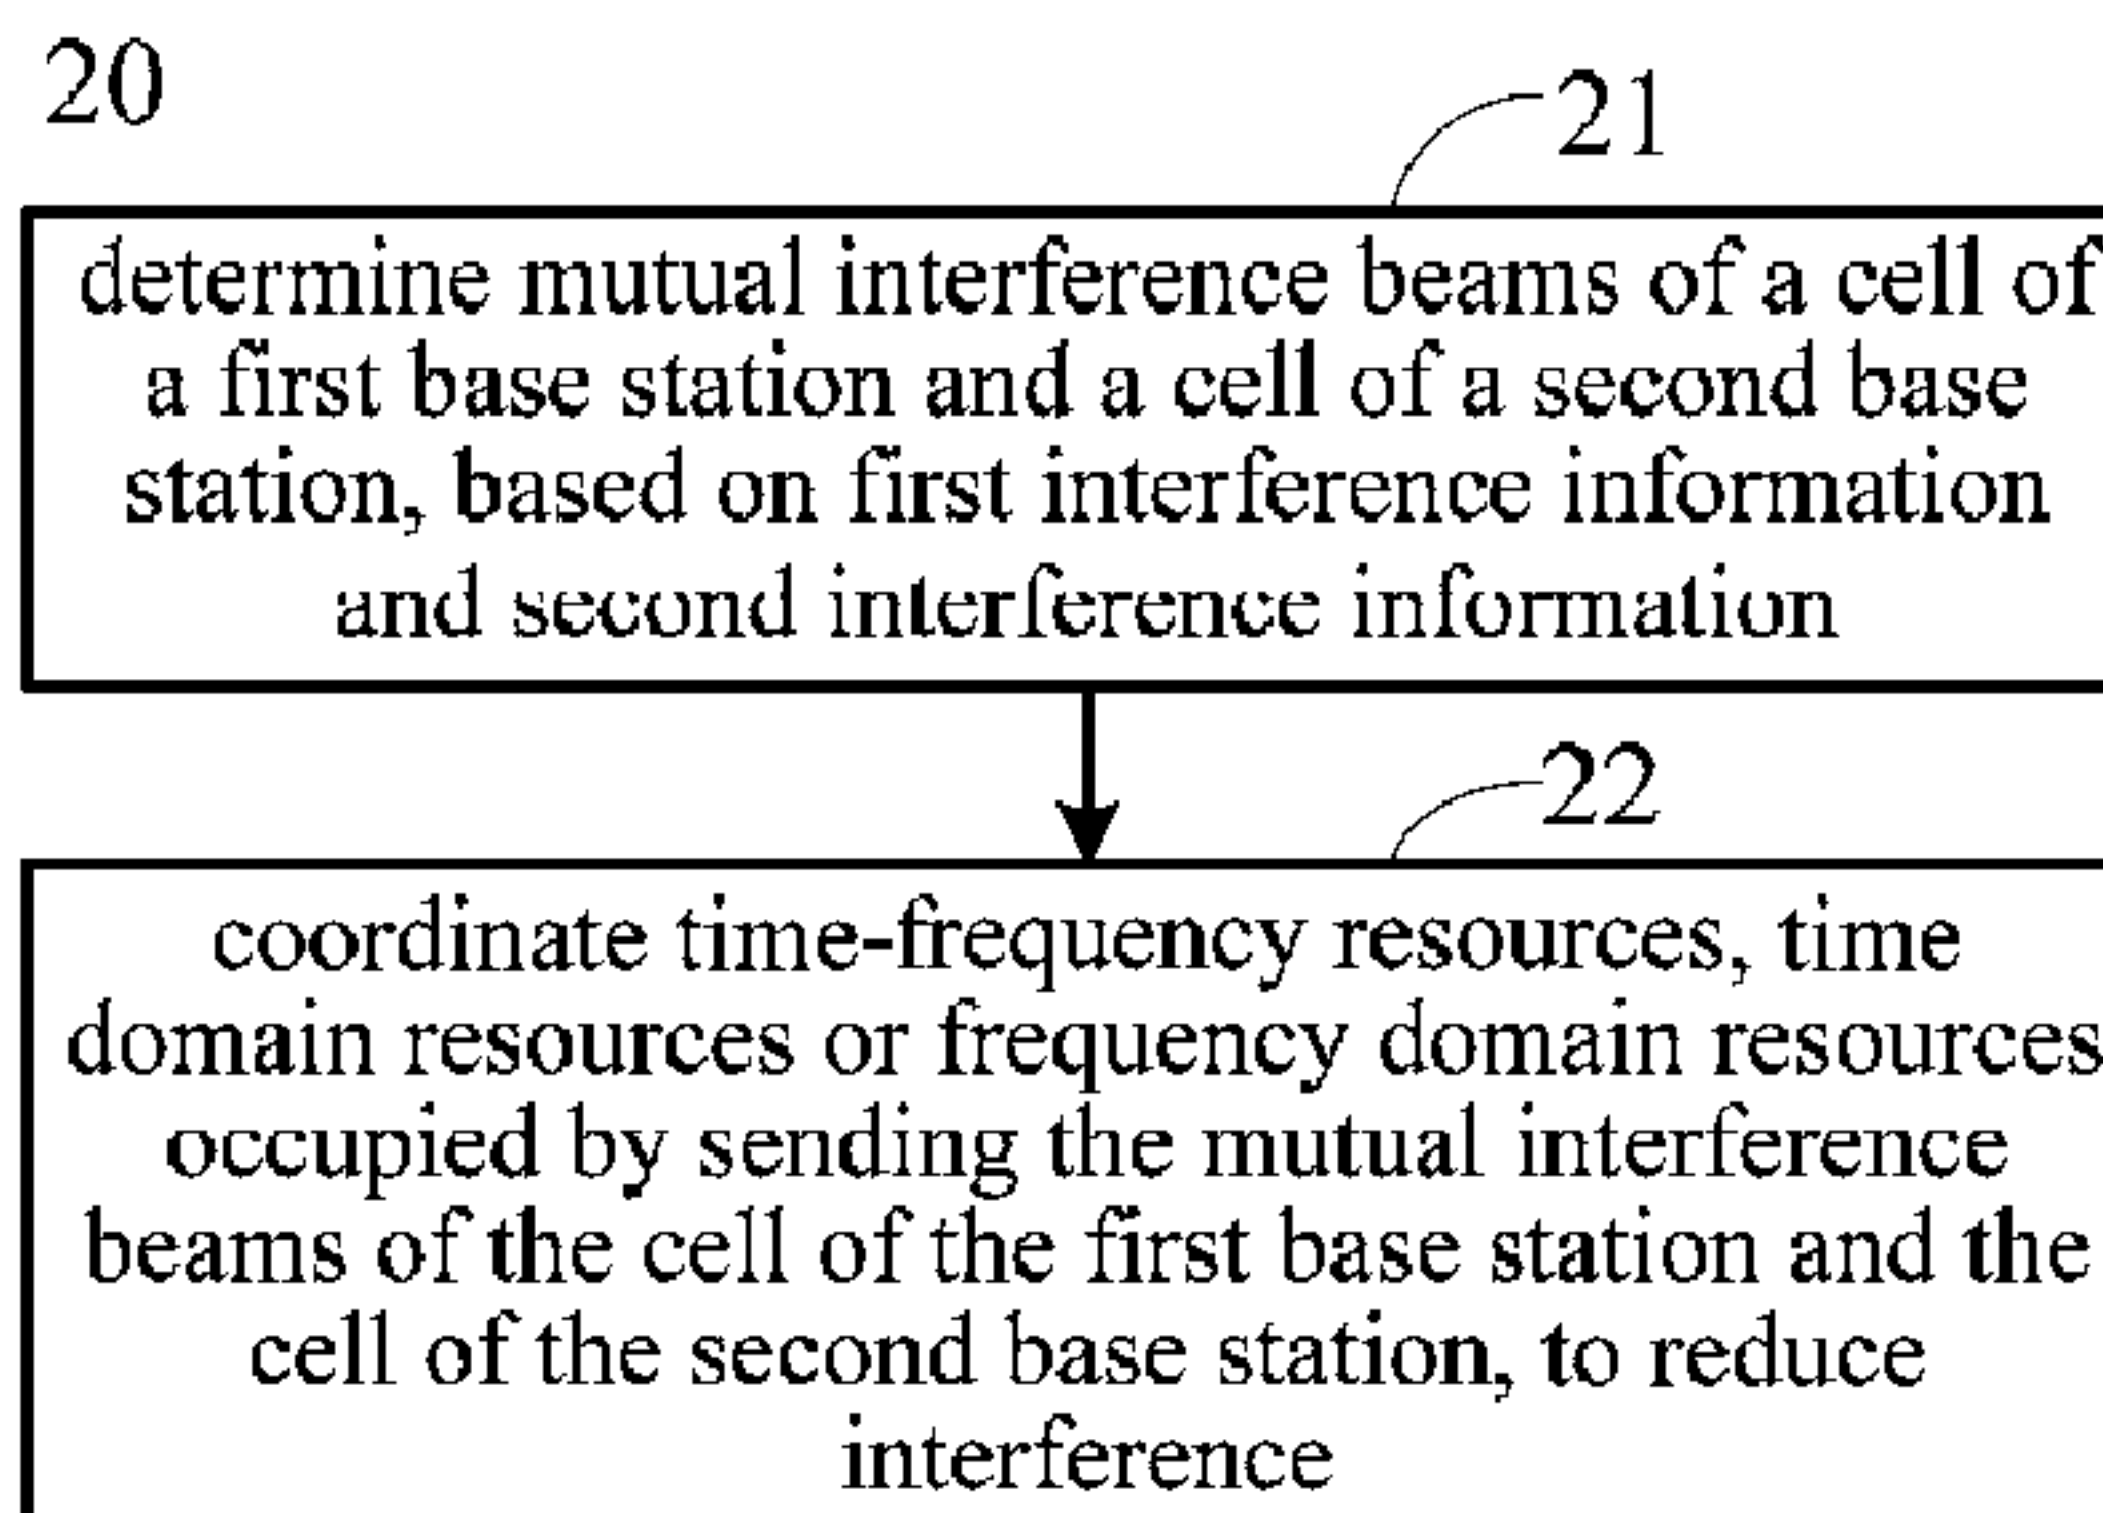 20
21
determine mutual interference beams of a cell of
a first base station and a cell of a second base
station, based on first interference information
and second interference information
22
coordinate time-frequency resources, time
domain resources or frequency domain resources
occupied by sending the mutual interference
beams of the cell of the first base station and the
cell of the second base station, to reduce
interference